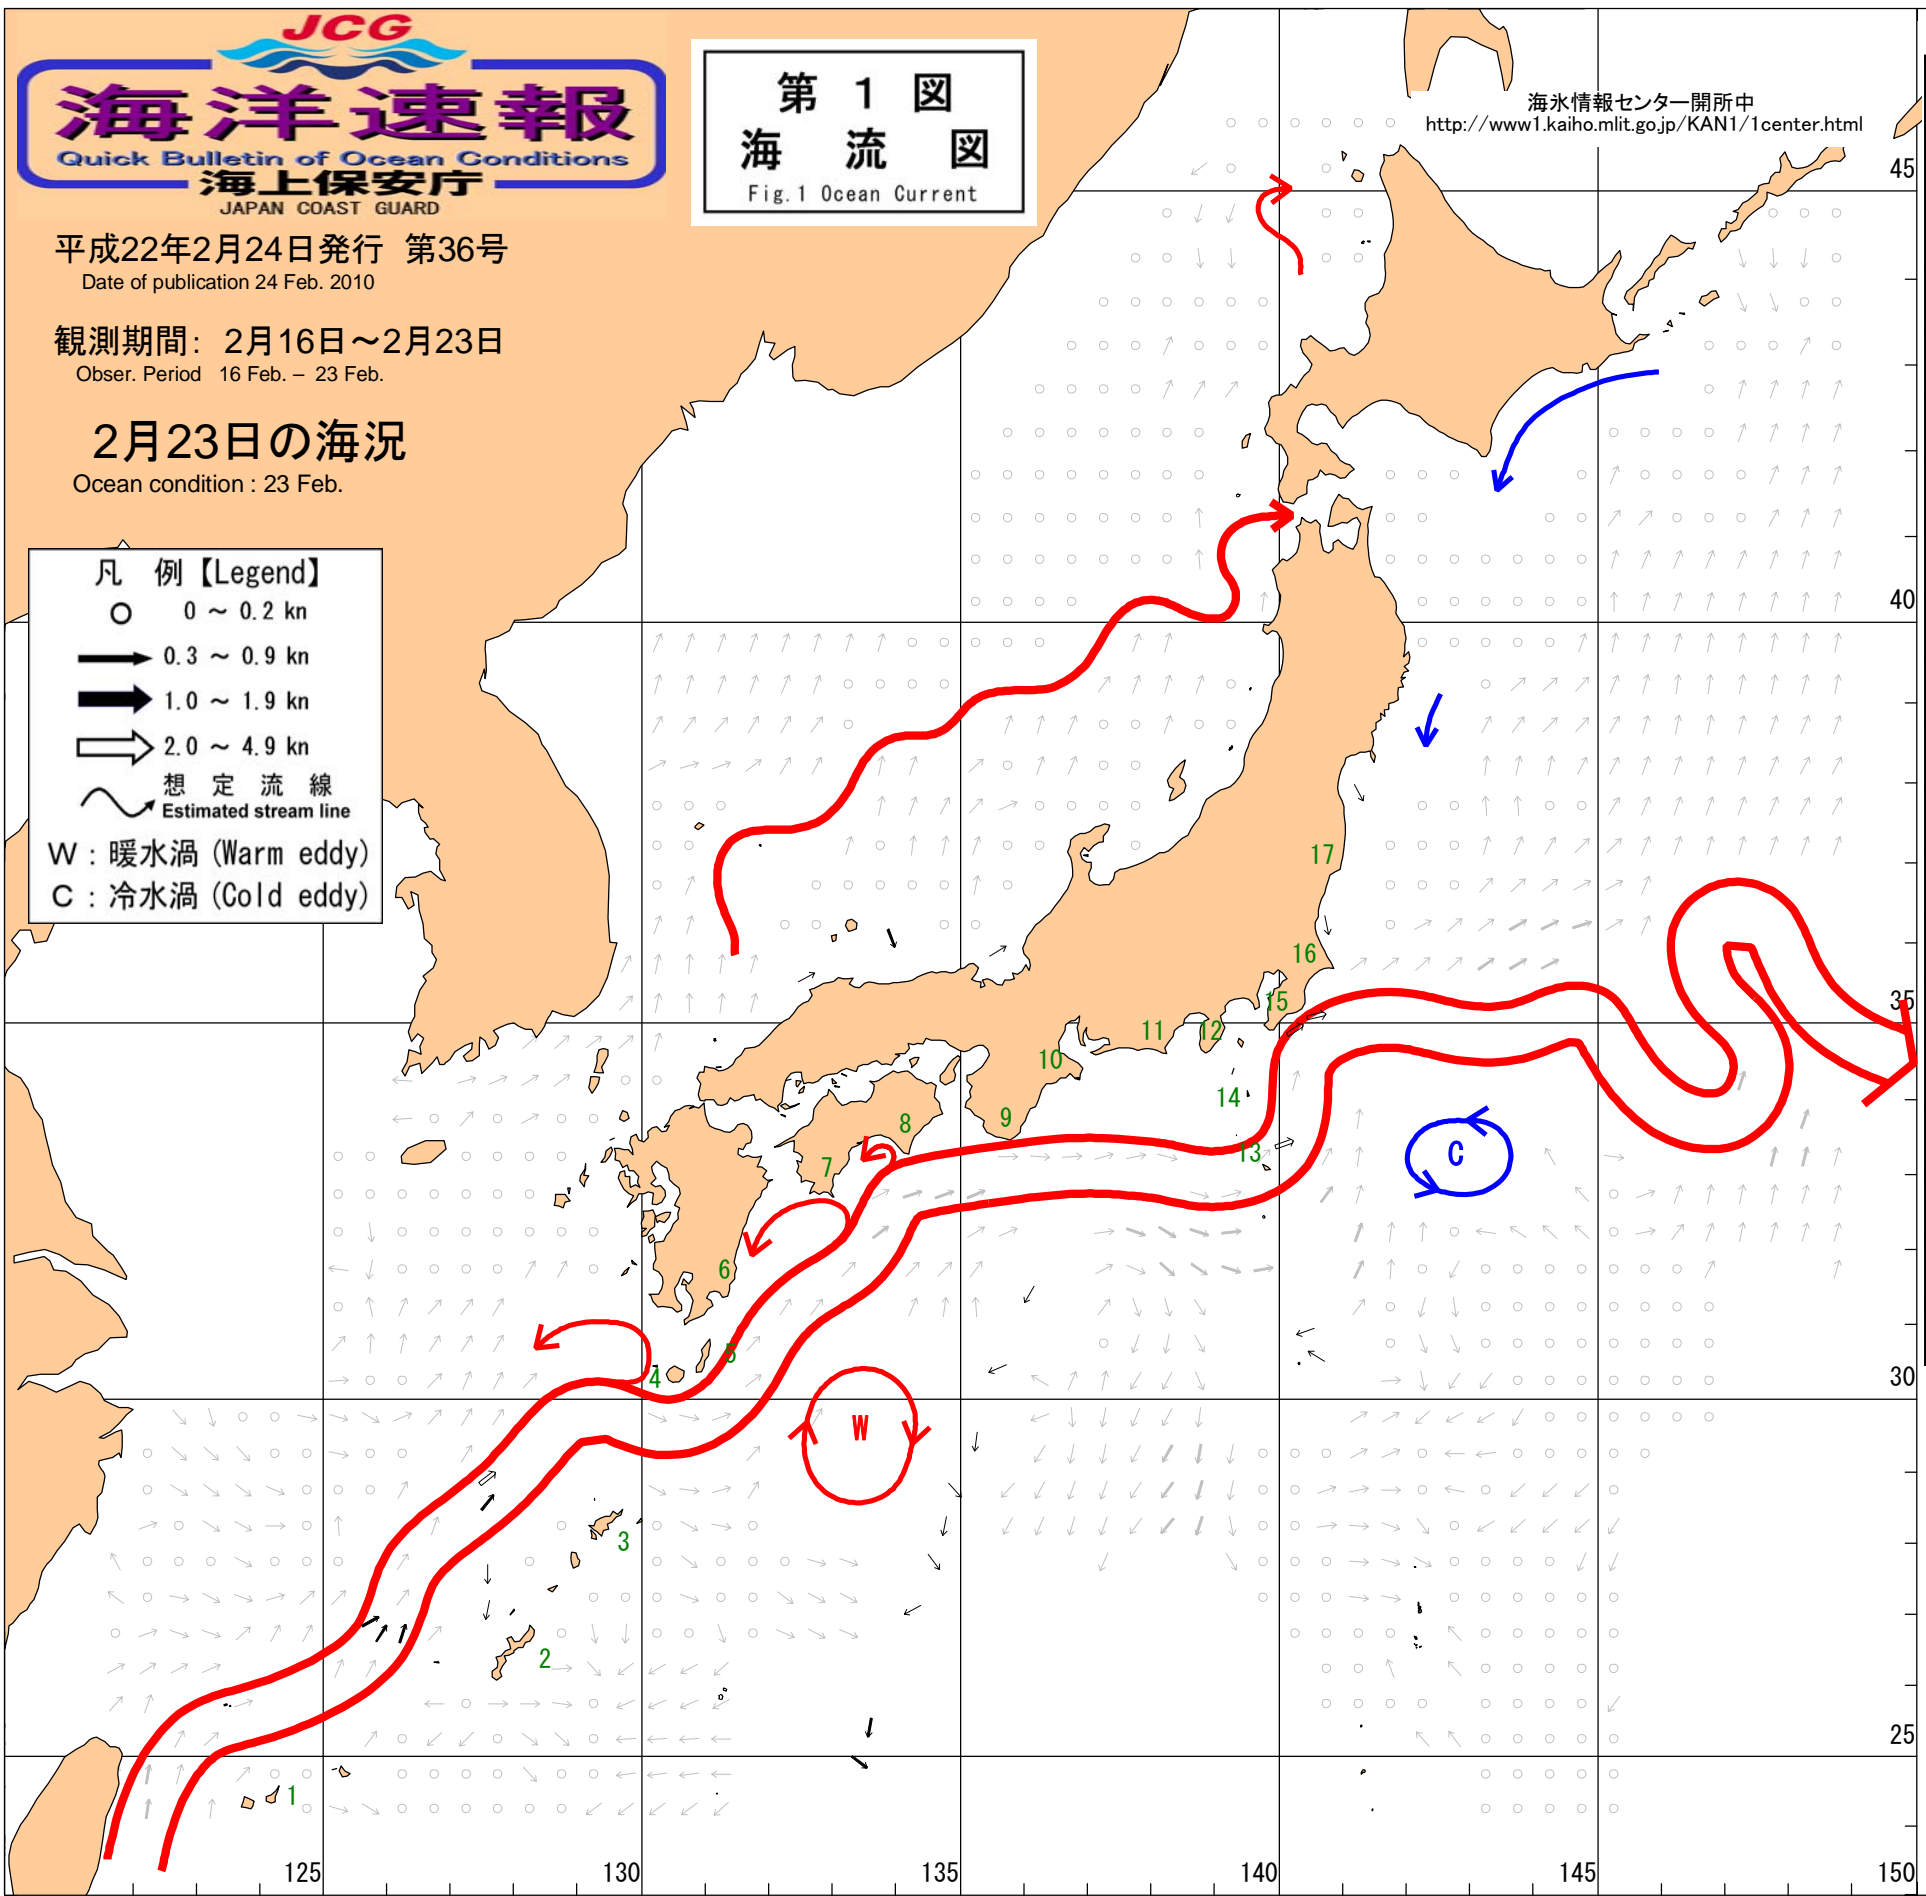 JCG
海洋速報
Quick Bulletin of Ocean Conditions
海上保安庁
JAPAN COAST GUARD
第 1 図
海 流 図
Fig.1 Ocean Current
海氷情報センター開所中
http://www1.kaiho.mlit.go.jp/KAN1/1center.html
平成22年2月24日発行 第36号
Date of publication 24 Feb. 2010
観測期間: 2月16日～2月23日
Obser. Period 16 Feb. – 23 Feb.
2月23日の海況
Ocean condition : 23 Feb.
凡 例【Legend】
0 ～ 0.2 kn
0.3 ～ 0.9 kn
1.0 ～ 1.9 kn
2.0 ～ 4.9 kn
想 定 流 線
Estimated stream line
W : 暖水渦 (Warm eddy)
C : 冷水渦 (Cold eddy)
45
40
35
30
25
17
16
15
12
11
10
14
9
8
13
7
C
6
5
4
W
3
2
1
125
130
135
140
145
150